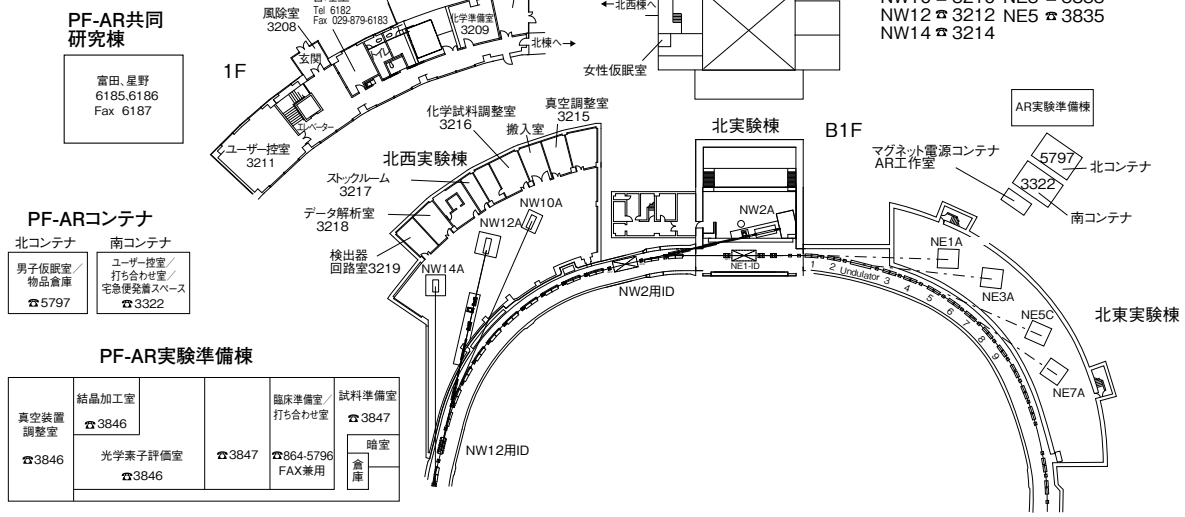 PF-AR共同
研究棟
富田、星野
6185,6186
Fax 6187
風除室
3208
Tel 6182
Fax 029-879-6183
化学準備室
3209
北棟へ→
玄関
1F
エレベーター
ユーザー控室
3211
←北西棟へ
女性仮眠室
NW12 ☎ 3212 NE5 ☎ 3835
NW14 ☎ 3214
PF-ARコンテナ
北コンテナ
男子仮眠室/
物品倉庫
☎5797
南コンテナ
ユーザー控室/
打ち合わせ室/
宅急便発着スペース
☎3322
北西実験棟
化学試料調整室
3216
搬入室
真空調整室
3215
ストックルーム
3217
データ解析室
3218
検出器
回路室3219
NW10A
NW12A
NW14A
北実験棟
B1F
NW2A
NE1-ID
NW2用ID
NW12用ID
1 2 Undulator 3 4 5 6 7 8 9
NE1A
NE3A
NE5C
NE7A
北東実験棟
AR実験準備棟
マグネット電源コンテナ
AR工作室
5797
北コンテナ
3322
南コンテナ
PF-AR実験準備棟
真空装置
調整室
☎3846
結晶加工室
☎3846
光学素子評価室
☎3846
☎3847
臨床準備室/
打ち合わせ室
☎864-5796
FAX兼用
試料準備室
☎3847
暗室
倉庫